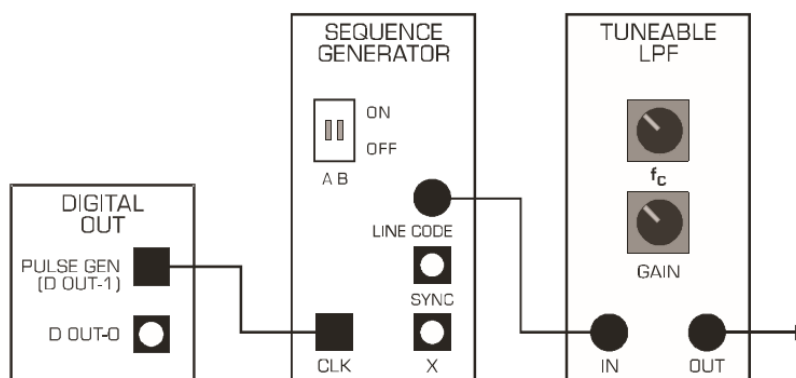 DIGITAL
OUT
PULSE GEN
(D OUT-1)
D OUT-0
SEQUENCE
GENERATOR
ON
OFF
A B
LINE CODE
SYNC
CLK
X
TUNEABLE
LPF
fC
GAIN
IN
OUT